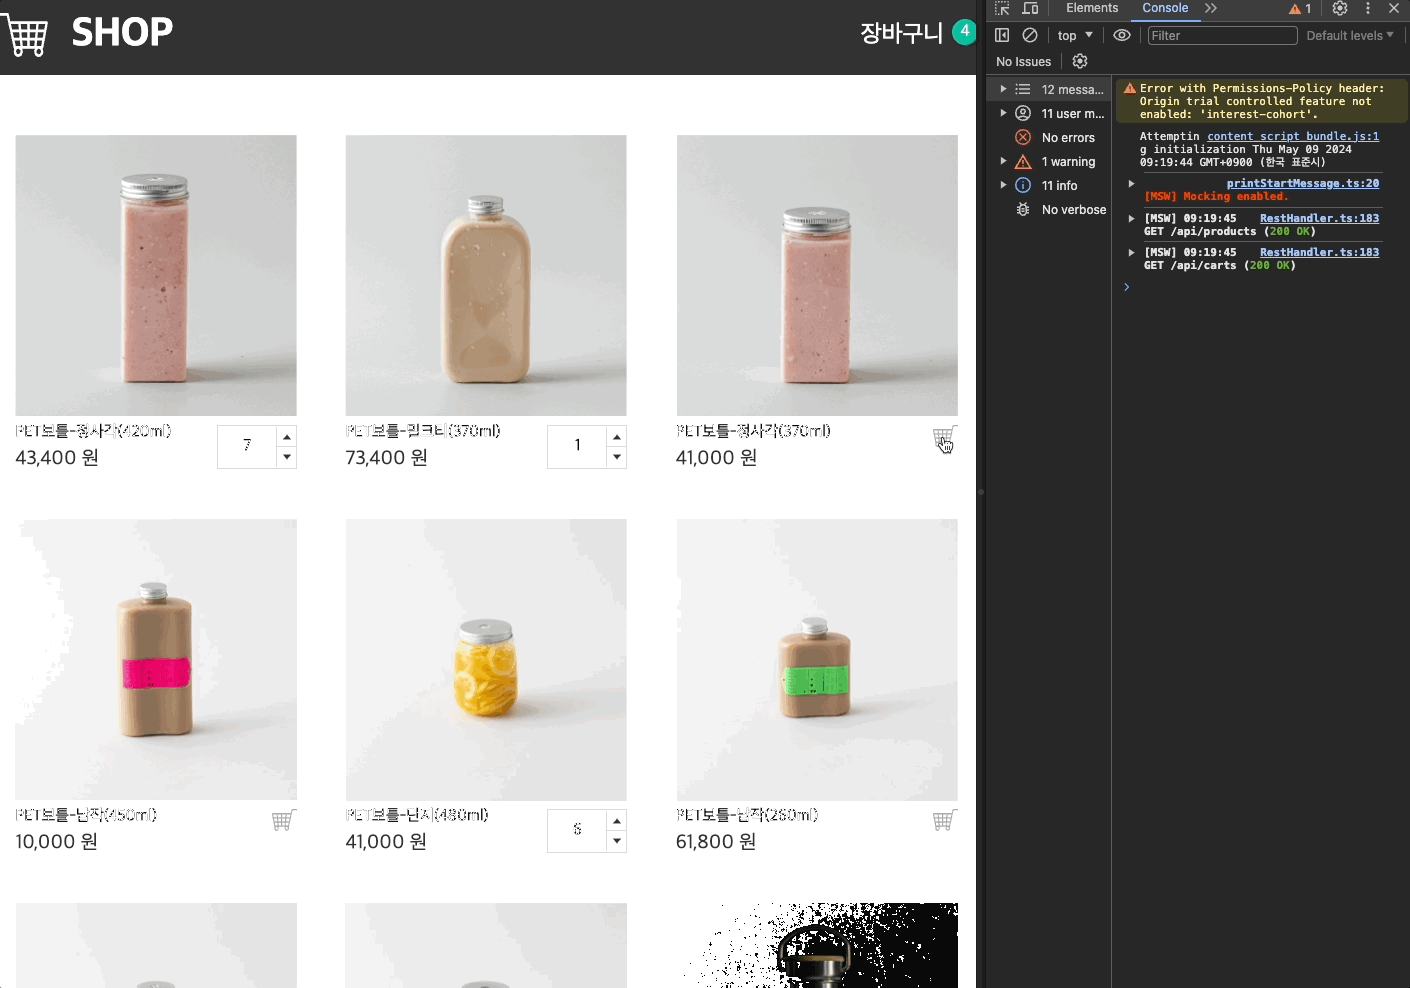 SHOP
장바구니 4
PET보틀-정사각(420ml)
43,400 원
7
PET보틀-밀크티(370ml)
73,400 원
1
PET보틀-정사각(370ml)
41,000 원
PET보틀-납작(450ml)
10,000 원
PET보틀-단지(480ml)
41,000 원
6
PET보틀-납작(260ml)
61,800 원
Elements
Console
1
top
Filter
Default levels
No Issues
12 messa...
11 user m...
No errors
1 warning
11 info
No verbose
Error with Permissions-Policy header:
Origin trial controlled feature not
enabled: 'interest-cohort'.
Attemptin content script bundle.js:1
g initialization Thu May 09 2024
09:19:44 GMT+0900 (한국 표준시)
printStartMessage.ts:20
[MSW] Mocking enabled.
[MSW] 09:19:45 RestHandler.ts:183
GET /api/products (200 OK)
[MSW] 09:19:45 RestHandler.ts:183
GET /api/carts (200 OK)